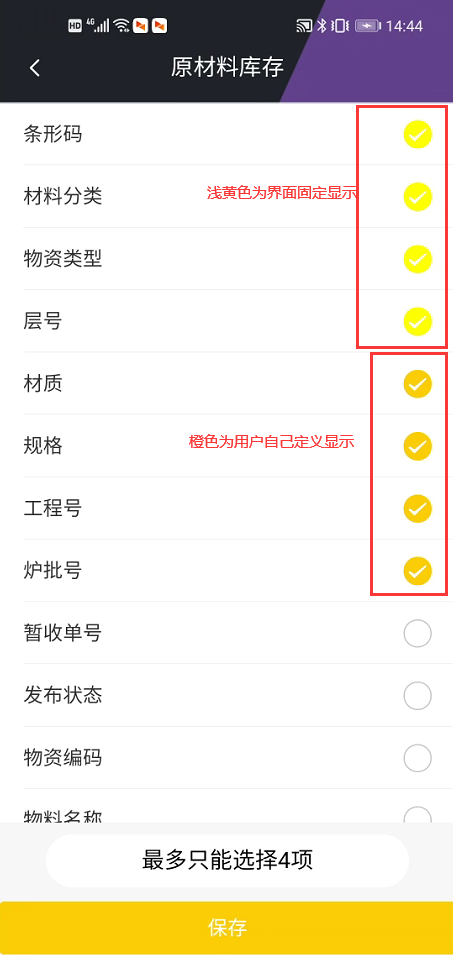 HD 4G 14:44
原材料库存
条形码
材料分类
浅黄色为界面固定显示
物资类型
层号
材质
规格
橙色为用户自己定义显示
工程号
炉批号
暂收单号
发布状态
物资编码
物料名称
最多只能选择4项
保存